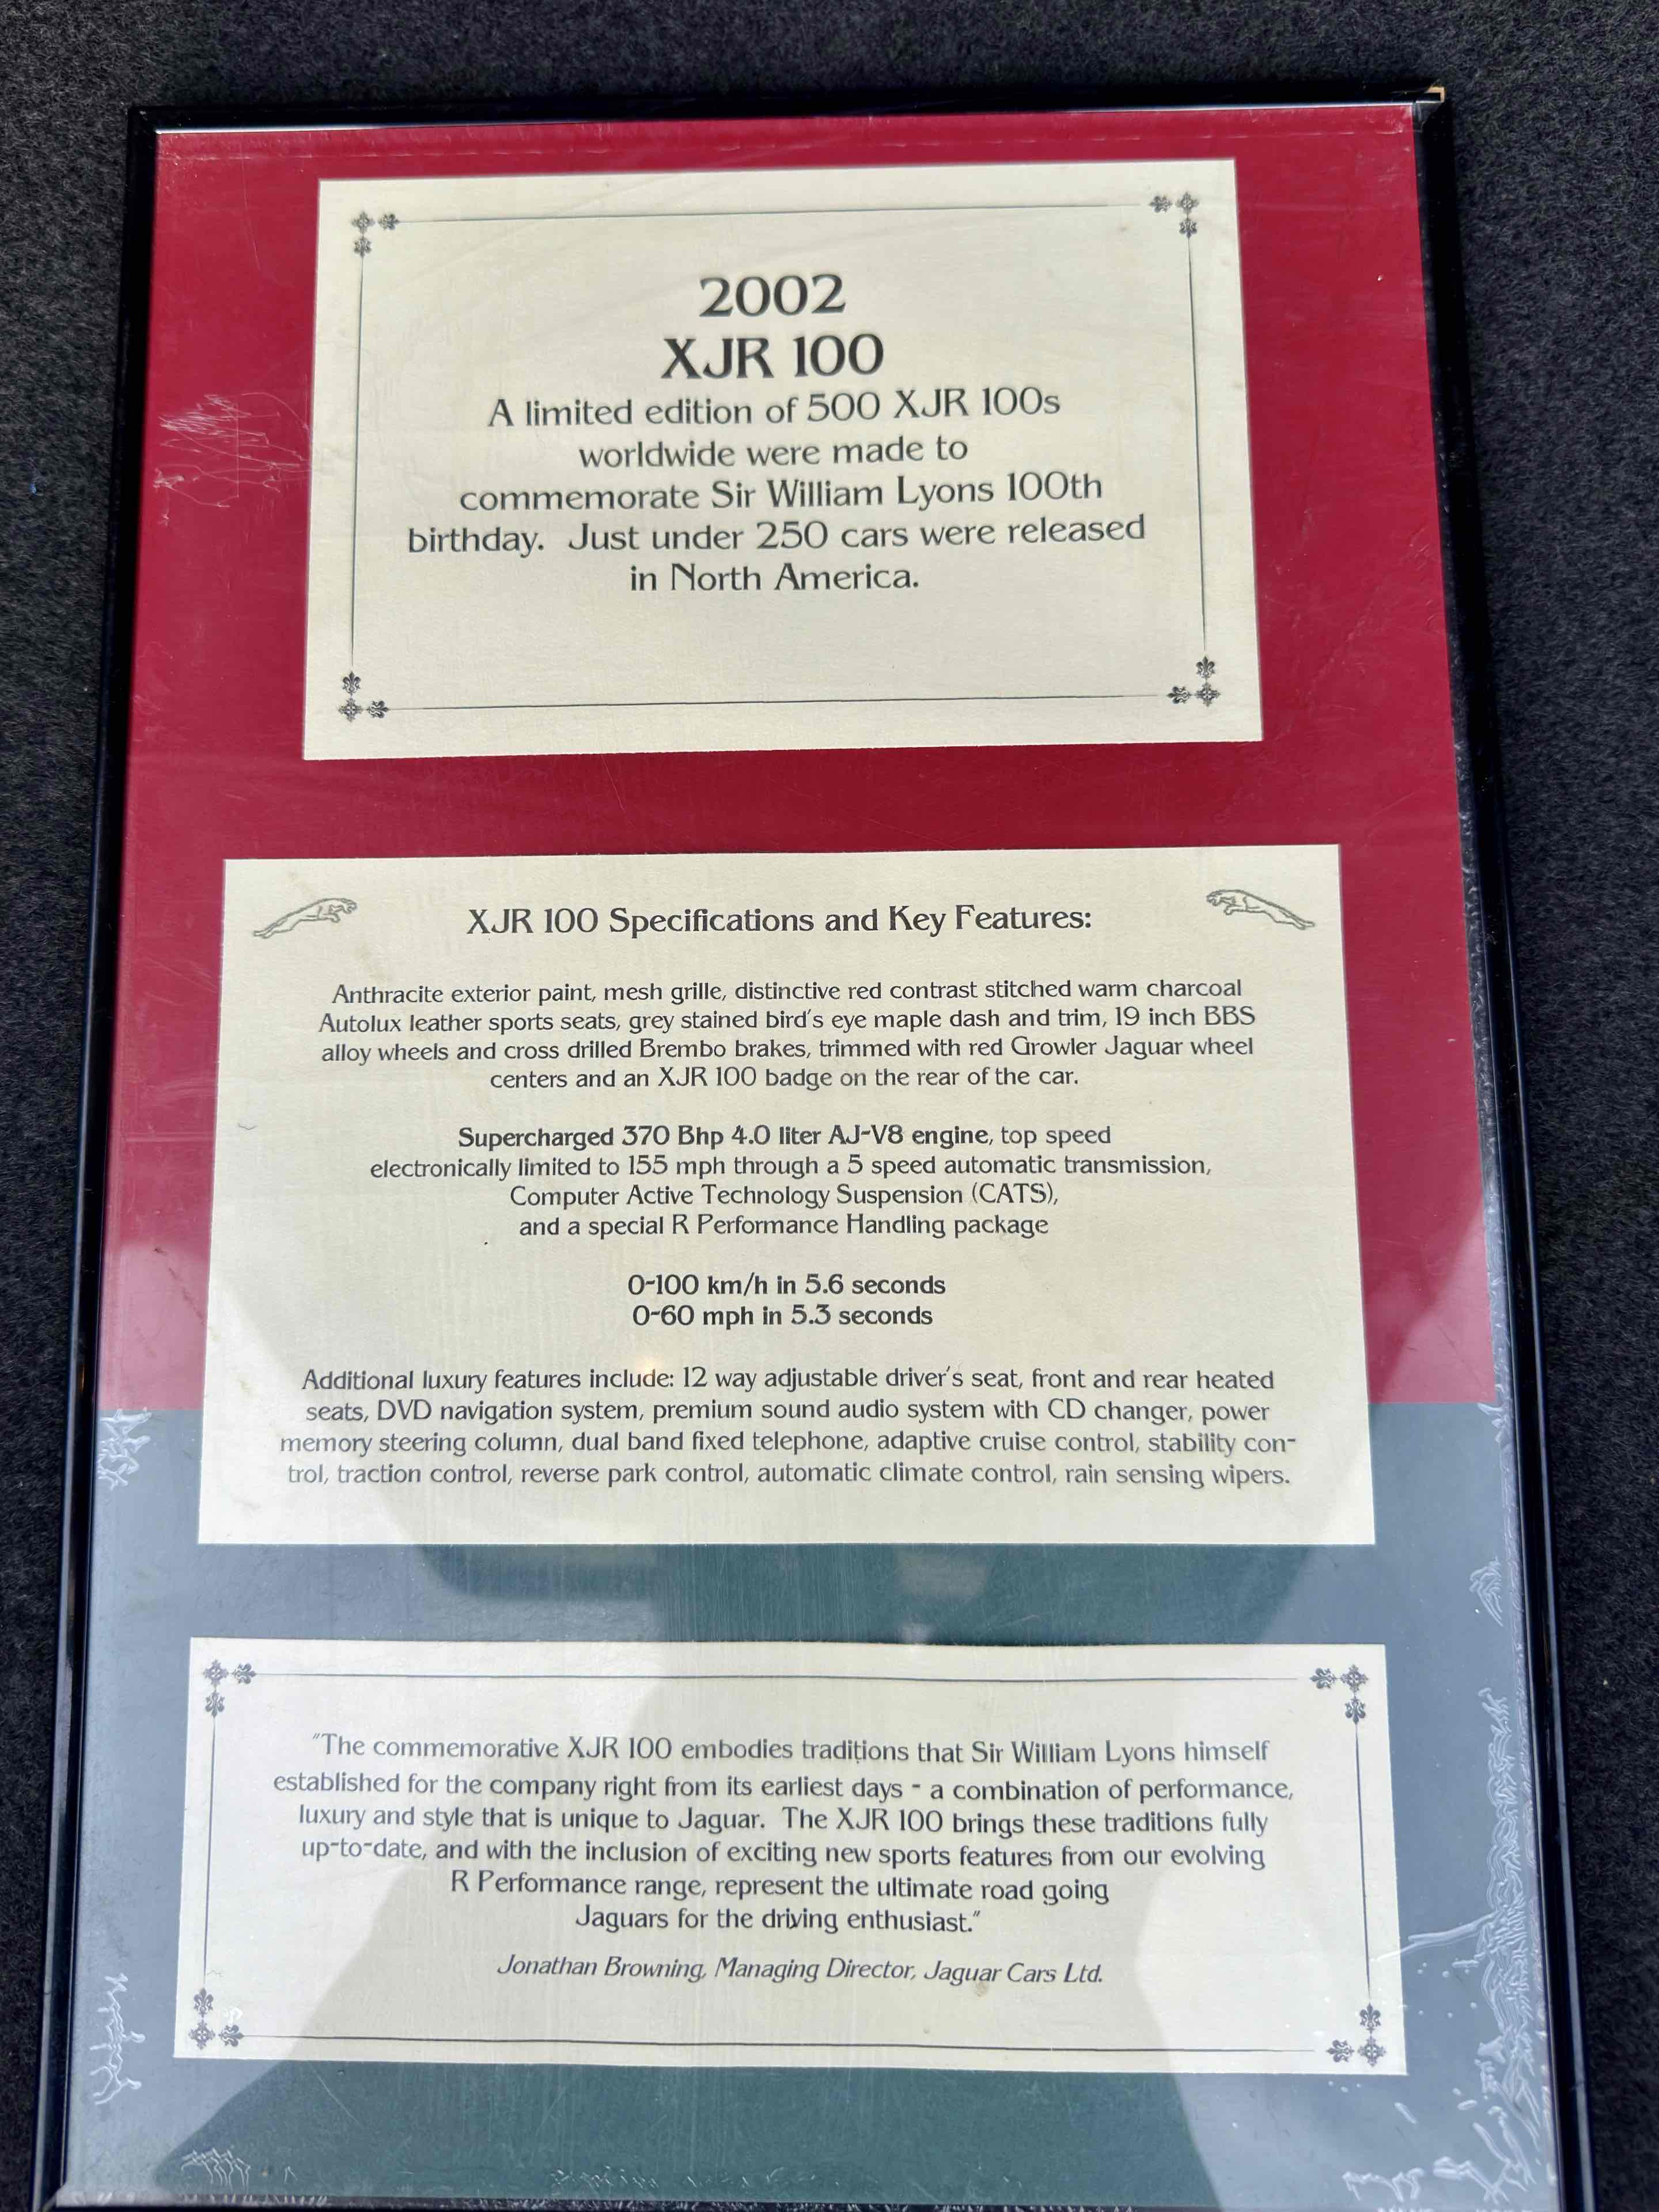 2002
XJR 100
A limited edition of 500 XJR 100s
worldwide were made to
commemorate Sir William Lyons 100th
birthday. Just under 250 cars were released
in North America.
XJR 100 Specifications and Key Features:
Anthracite exterior paint, mesh grille, distinctive red contrast stitched warm charcoal
Autolux leather sports seats, grey stained bird's eye maple dash and trim, 19 inch BBS
alloy wheels and cross drilled Brembo brakes, trimmed with red Growler Jaguar wheel
centers and an XJR 100 badge on the rear of the car.
Supercharged 370 Bhp 4.0 liter AJ-V8 engine, top speed
electronically limited to 155 mph through a 5 speed automatic transmission,
Computer Active Technology Suspension (CATS),
and a special R Performance Handling package
0-100 km/h in 5.6 seconds
0-60 mph in 5.3 seconds
Additional luxury features include: 12 way adjustable driver's seat, front and rear heated
seats, DVD navigation system, premium sound audio system with CD changer, power
memory steering column, dual band fixed telephone, adaptive cruise control, stability con-
trol, traction control, reverse park control, automatic climate control, rain sensing wipers.
"The commemorative XJR 100 embodies traditions that Sir William Lyons himself
established for the company right from its earliest days - a combination of performance,
luxury and style that is unique to Jaguar. The XJR 100 brings these traditions fully
up-to-date, and with the inclusion of exciting new sports features from our evolving
R Performance range, represent the ultimate road going
Jaguars for the driving enthusiast."
Jonathan Browning, Managing Director, Jaguar Cars Ltd.